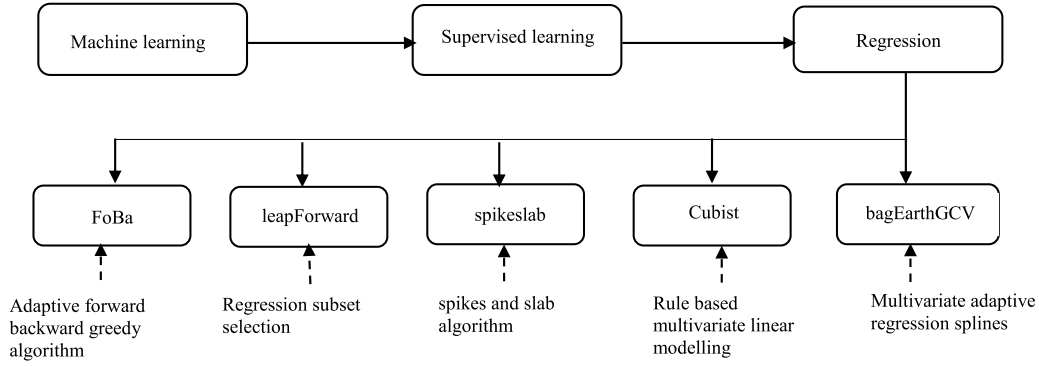 Machine learning
Supervised learning
Regression
FoBa
leapForward
spikeslab
Cubist
bagEarthGCV
Adaptive forward
backward greedy
algorithm
Regression subset
selection
spikes and slab
algorithm
Rule based
multivariate linear
modelling
Multivariate adaptive
regression splines